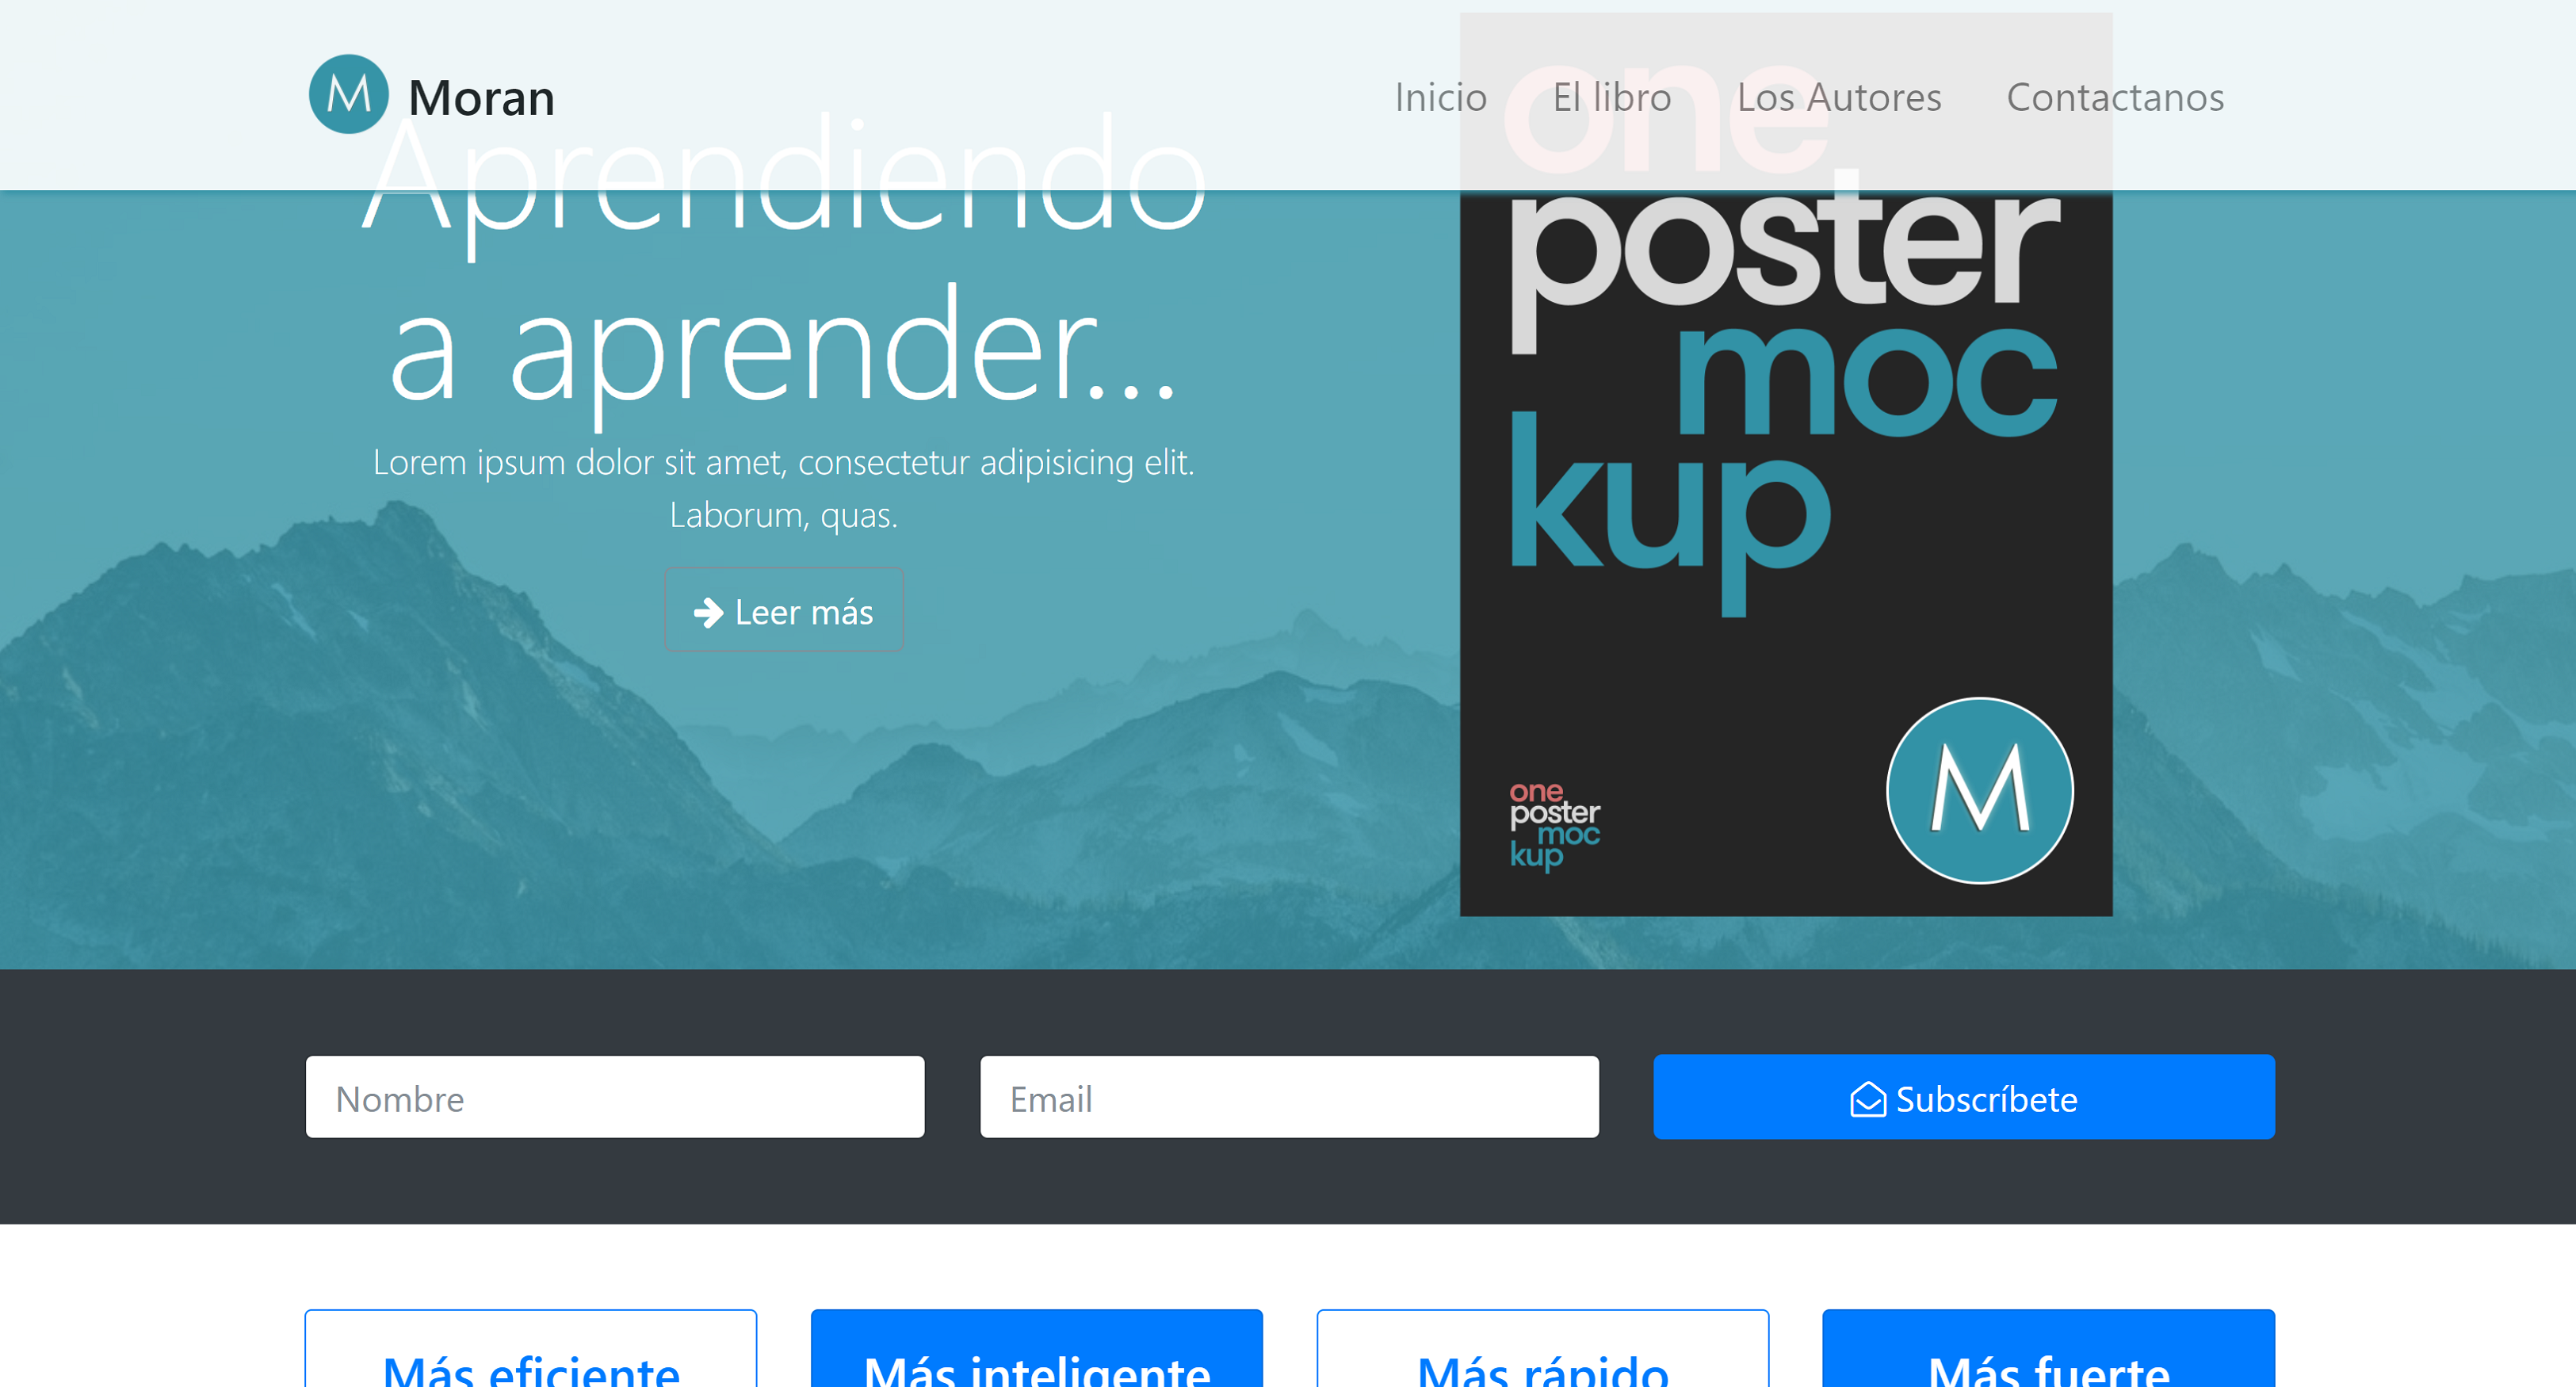 M Moran
Inicio El libro Los Autores Contactanos
Aprendiendo
a aprender...
Lorem ipsum dolor sit amet, consectetur adipisicing elit.
Laborum, quas.
Leer más
one
poster
moc
kup
one
poster
moc
kup
M
Nombre
Email
Subscríbete
Más eficiente
Más inteligente
Más rápido
Más fuerte